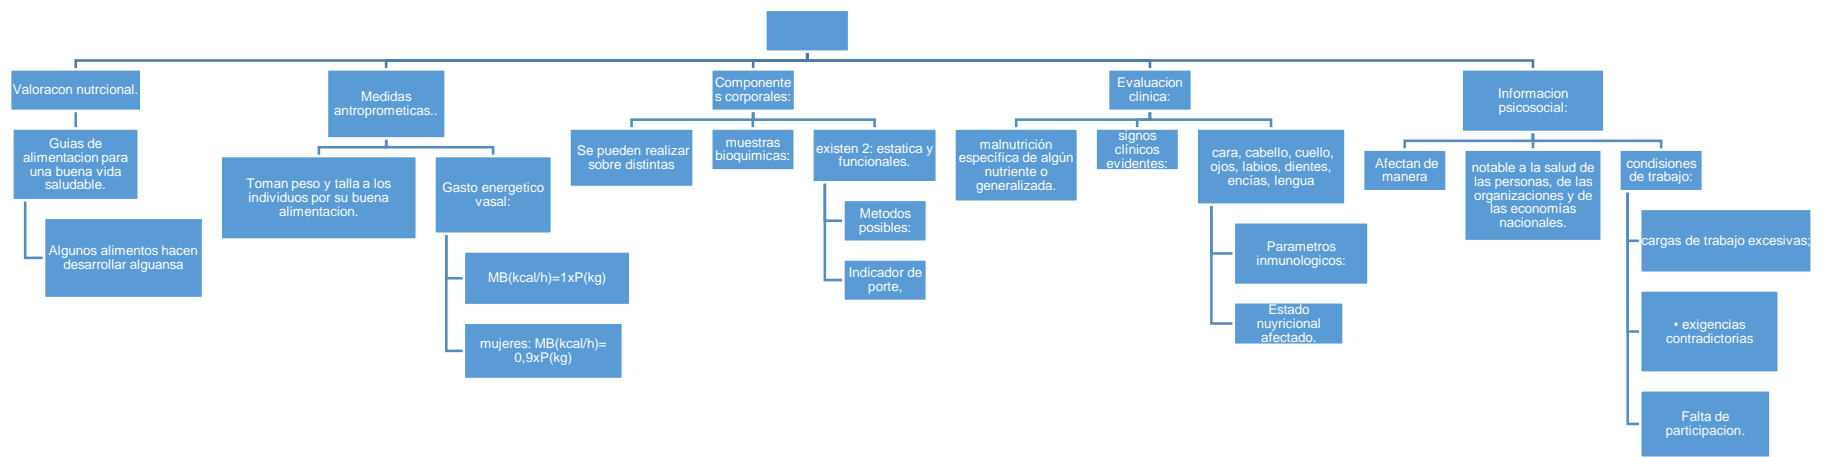 Valoracon nutrcional.
Guias de
alimentacion para
una buena vida
saludable.
Algunos alimentos hacen
desarrollar alguansa
Medidas
antroprometicas..
Toman peso y talla a los
individuos por su buena
alimentacion.
Gasto energetico
vasal:
MB(kcal/h)=1xP(kg)
mujeres: MB(kcal/h)=
0,9xP(kg)
Componente
s corporales:
Se pueden realizar
sobre distintas
muestras
bioquimicas:
existen 2: estatica y
funcionales.
Metodos
posibles:
Indicador de
porte,
Evaluacion
clinica:
malnutrición
específica de algún
nutriente o
generalizada.
signos
clínicos
evidentes:
cara, cabello, cuello,
ojos, labios, dientes,
encías, lengua
Parametros
inmunologicos:
Estado
nuyricional
afectado.
Informacion
psicosocial:
Afectan de
manera
notable a la salud de
las personas, de las
organizaciones y de
las economías
nacionales.
condisiones
de trabajo:
cargas de trabajo excesivas;
• exigencias
contradictorias
Falta de
participacion.